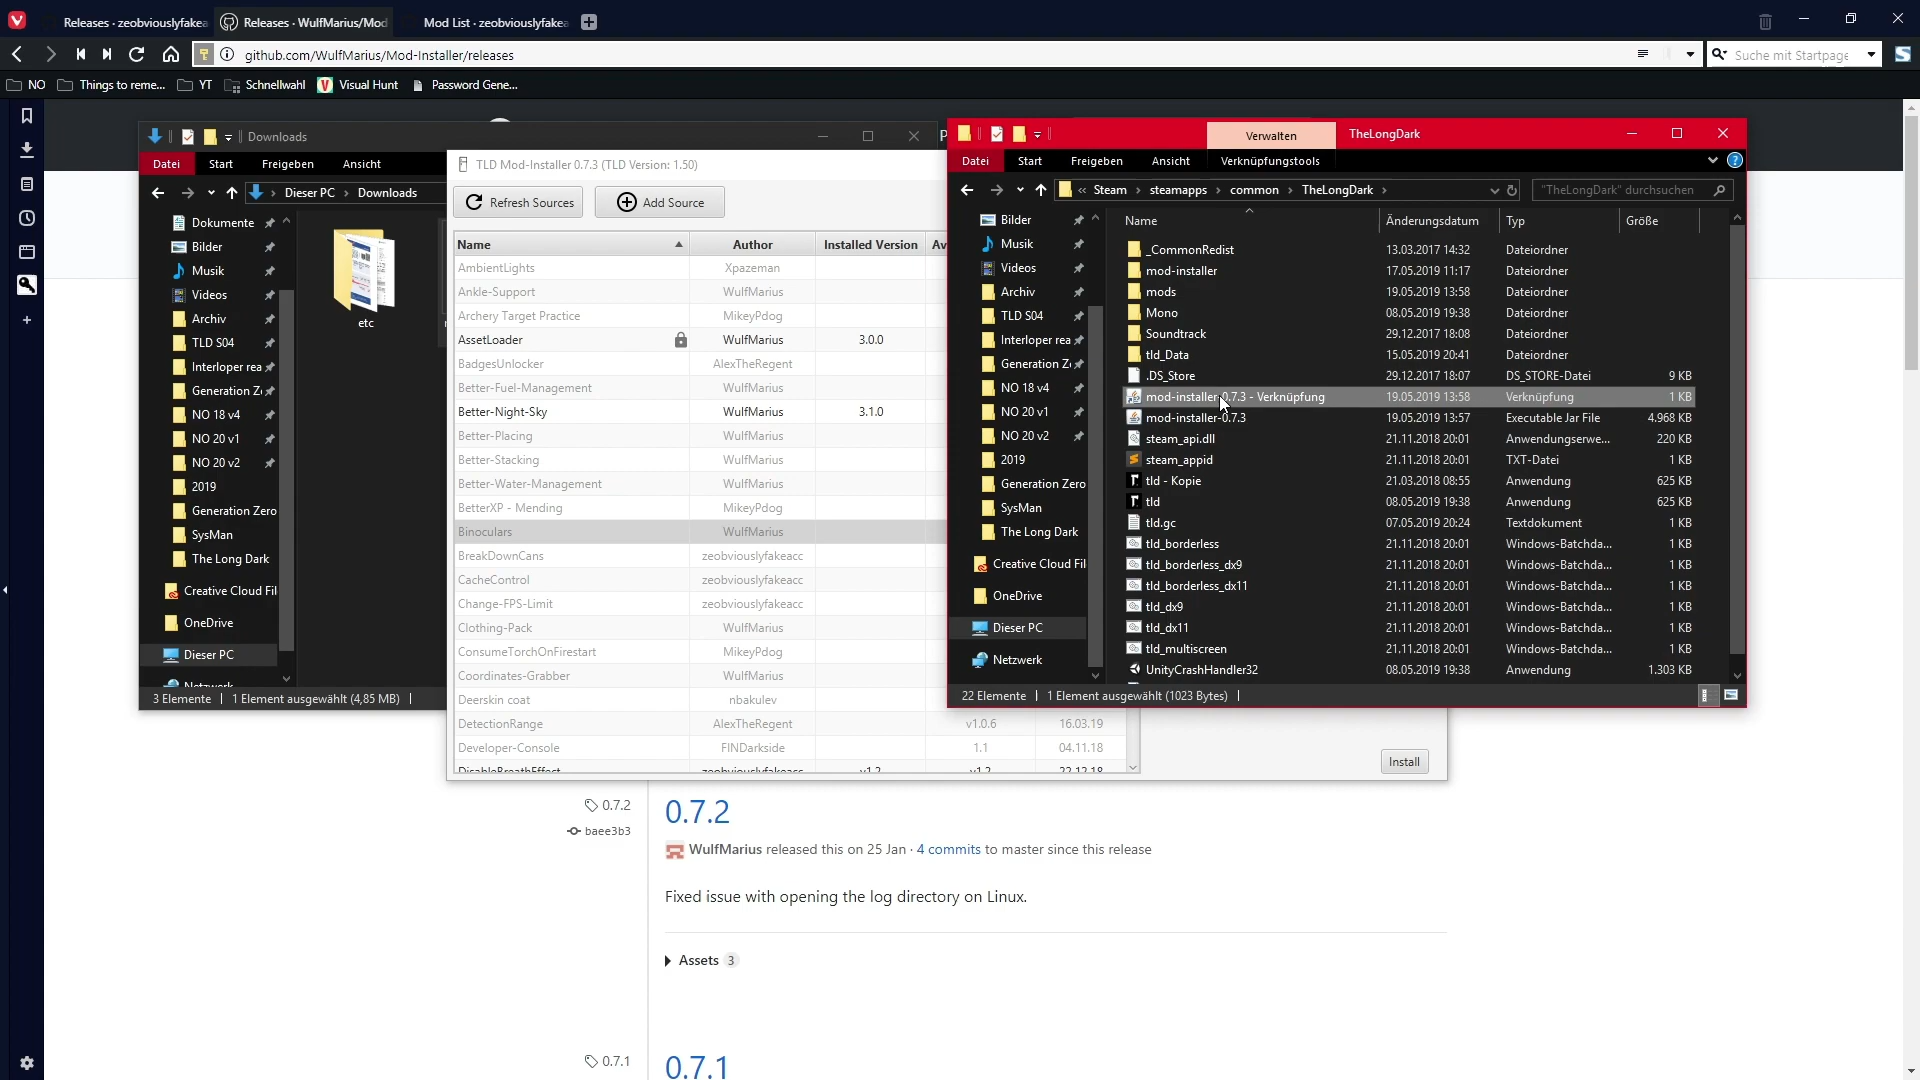 Releases · zeobviouslyfakea
Releases · WulfMarius/Mod
Mod List · zeobviouslyfake
github.com/WulfMarius/Mod-Installer/releases
Suche mit Startpage
NO
Things to reme...
YT
Schnellwahl
Visual Hunt
Password Gene...
Downloads
Datei
Start
Freigeben
Ansicht
Dieser PC
Downloads
Dokumente
Bilder
Musik
Videos
Archiv
TLD S04
Interloper rea
Generation Z
NO 18 v4
NO 20 v1
NO 20 v2
2019
Generation Zero
SysMan
The Long Dark
Creative Cloud Fil
OneDrive
Dieser PC
Netzwerk
etc
3 Elemente
1 Element ausgewählt (4,85 MB)
TLD Mod-Installer 0.7.3 (TLD Version: 1.50)
Refresh Sources
Add Source
Name Author Installed Version Av
AmbientLights Xpazeman
Ankle-Support WulfMarius
Archery Target Practice MikeyPdog
AssetLoader WulfMarius 3.0.0
BadgesUnlocker AlexTheRegent
Better-Fuel-Management WulfMarius
Better-Night-Sky WulfMarius 3.1.0
Better-Placing WulfMarius
Better-Stacking WulfMarius
Better-Water-Management WulfMarius
BetterXP - Mending MikeyPdog
Binoculars WulfMarius
BreakDownCans zeobviouslyfakeacc
CacheControl zeobviouslyfakeacc
Change-FPS-Limit zeobviouslyfakeacc
Clothing-Pack WulfMarius
ConsumeTorchOnFirestart MikeyPdog
Coordinates-Grabber WulfMarius
Deerskin coat nbakulev
DetectionRange AlexTheRegent v1.0.6 16.03.19
Developer-Console FINDarkside 1.1 04.11.18
DisableBreathEffect zeobviouslyfakeacc v1.2 v1.2 22.12.18
Install
Verwalten
TheLongDark
Datei
Start
Freigeben
Ansicht
Verknüpfungstools
« Steam
steamapps
common
TheLongDark
"TheLongDark" durchsuchen
Bilder
Musik
Videos
Archiv
TLD S04
Interloper rea
Generation Z
NO 18 v4
NO 20 v1
NO 20 v2
2019
Generation Zero
SysMan
The Long Dark
Creative Cloud Fil
OneDrive
Dieser PC
Netzwerk
Name Änderungsdatum Typ Größe
_CommonRedist 13.03.2017 14:32 Dateiordner
mod-installer 17.05.2019 11:17 Dateiordner
mods 19.05.2019 13:58 Dateiordner
Mono 08.05.2019 19:38 Dateiordner
Soundtrack 29.12.2017 18:08 Dateiordner
tld_Data 15.05.2019 20:41 Dateiordner
.DS_Store 29.12.2017 18:07 DS_STORE-Datei 9 KB
mod-installer-0.7.3 - Verknüpfung 19.05.2019 13:58 Verknüpfung 1 KB
mod-installer-0.7.3 19.05.2019 13:57 Executable Jar File 4.968 KB
steam_api.dll 21.11.2018 20:01 Anwendungserwe... 220 KB
steam_appid 21.11.2018 20:01 TXT-Datei 1 KB
tld - Kopie 21.03.2018 08:55 Anwendung 625 KB
tld 08.05.2019 19:38 Anwendung 625 KB
tld.gc 07.05.2019 20:24 Textdokument 1 KB
tld_borderless 21.11.2018 20:01 Windows-Batchda... 1 KB
tld_borderless_dx9 21.11.2018 20:01 Windows-Batchda... 1 KB
tld_borderless_dx11 21.11.2018 20:01 Windows-Batchda... 1 KB
tld_dx9 21.11.2018 20:01 Windows-Batchda... 1 KB
tld_dx11 21.11.2018 20:01 Windows-Batchda... 1 KB
tld_multiscreen 21.11.2018 20:01 Windows-Batchda... 1 KB
UnityCrashHandler32 08.05.2019 19:38 Anwendung 1.303 KB
22 Elemente
1 Element ausgewählt (1023 Bytes)
0.7.2
baee3b3
0.7.2
WulfMarius released this on 25 Jan · 4 commits to master since this release
Fixed issue with opening the log directory on Linux.
Assets 3
0.7.1
0.7.1